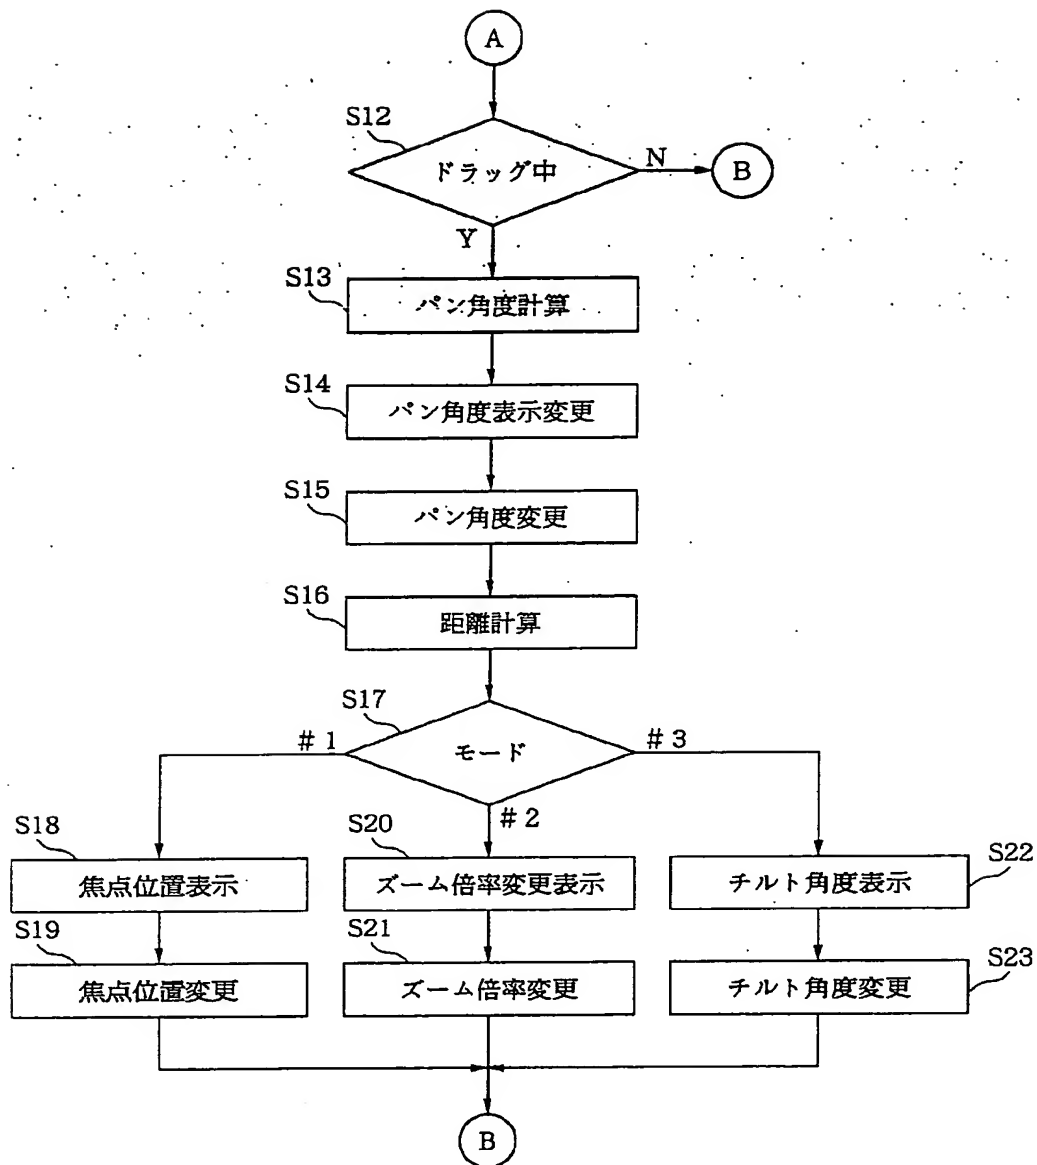 A
S12
ドラッグ中
N
B
Y
S13
パン角度計算
S14
パン角度表示変更
S15
パン角度変更
S16
距離計算
S17
モード
#1
#3
#2
S18
焦点位置表示
S20
ズーム倍率変更表示
S22
チルト角度表示
S19
焦点位置変更
S21
ズーム倍率変更
S23
チルト角度変更
B